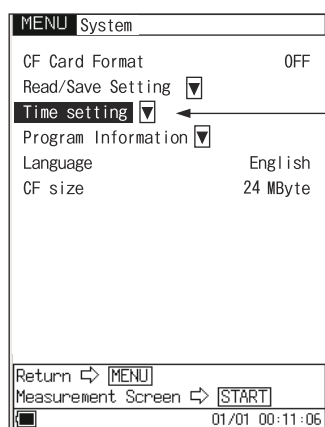 MENU System
CF Card Format OFF
Read/Save Setting ▼
Time setting ▼
Program Information ▼
Language English
CF size 24 MByte
Return ⇨ MENU
Measurement Screen ⇨ START
01/01 00:11:06